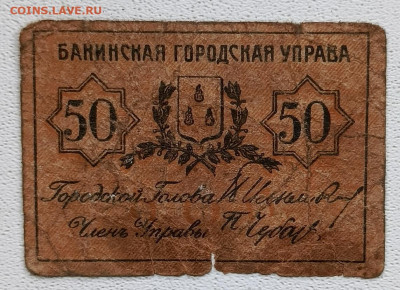 COINS.LAVE.RU
БАКИНСКАЯ ГОРОДСКАЯ УПРАВА
50 50
Городской Голова
Членъ Управы